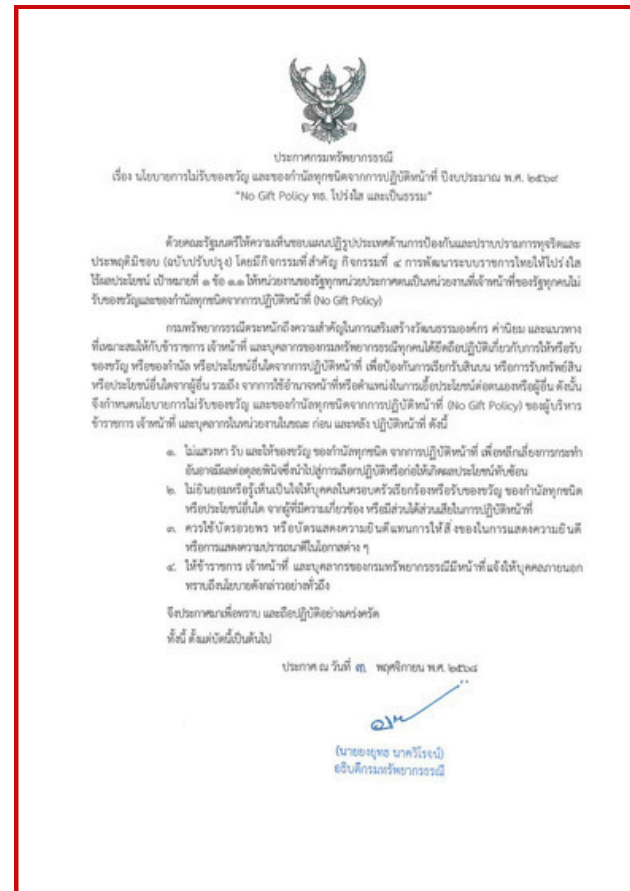 ประกาศกรมทรัพยากรธรณี
เรื่อง นโยบายการไม่รับของขวัญ และของกำนัลทุกชนิดจากการปฏิบัติหน้าที่ ปีงบประมาณ พ.ศ. ๒๕๖๙
“No Gift Policy ทธ. โปร่งใส และเป็นธรรม”
ด้วยคณะรัฐมนตรีให้ความเห็นชอบแผนปฏิรูปประเทศด้านการป้องกันและปราบปรามการทุจริตและ
ประพฤติมิชอบ (ฉบับปรับปรุง) โดยมีกิจกรรมที่สำคัญ กิจกรรมที่ ๔ การพัฒนาระบบราชการไทยให้โปร่งใส
ไร้ผลประโยชน์ เป้าหมายที่ ๑ ข้อ ๑.๑ ให้หน่วยงานของรัฐทุกหน่วยประกาศตนเป็นหน่วยงานที่เจ้าหน้าที่ของรัฐทุกคนไม่
รับของขวัญและของกำนัลทุกชนิดจากการปฏิบัติหน้าที่ (No Gift Policy)
กรมทรัพยากรธรณีตระหนักถึงความสำคัญในการเสริมสร้างวัฒนธรรมองค์กร ค่านิยม และแนวทาง
ที่เหมาะสมให้กับข้าราชการ เจ้าหน้าที่ และบุคลากรของกรมทรัพยากรธรณีทุกคนได้ยึดถือปฏิบัติเกี่ยวกับการให้หรือรับ
ของขวัญ หรือของกำนัล หรือประโยชน์อื่นใดจากการปฏิบัติหน้าที่ เพื่อป้องกันการเรียกรับสินบน หรือการรับทรัพย์สิน
หรือประโยชน์อื่นใดจากผู้อื่น รวมถึง จากการใช้อำนาจหน้าที่หรือตำแหน่งในการเอื้อประโยชน์ต่อตนเองหรือผู้อื่น ดังนั้น
จึงกำหนดนโยบายการไม่รับของขวัญ และของกำนัลทุกชนิดจากการปฏิบัติหน้าที่ (No Gift Policy) ของผู้บริหาร
ข้าราชการ เจ้าหน้าที่ และบุคลากรในหน่วยงานในขณะ ก่อน และหลัง ปฏิบัติหน้าที่ ดังนี้
๑. ไม่แสวงหา รับ และให้ของขวัญ ของกำนัลทุกชนิด จากการปฏิบัติหน้าที่ เพื่อหลีกเลี่ยงการกระทำ
อันอาจมีผลต่อดุลยพินิจซึ่งนำไปสู่การเลือกปฏิบัติหรือก่อให้เกิดผลประโยชน์ทับซ้อน
๒. ไม่ยินยอมหรือรู้เห็นเป็นใจให้บุคคลในครอบครัวเรียกร้องหรือรับของขวัญ ของกำนัลทุกชนิด
หรือประโยชน์อื่นใด จากผู้ที่มีความเกี่ยวข้อง หรือมีส่วนได้ส่วนเสียในการปฏิบัติหน้าที่
๓. ควรใช้บัตรอวยพร หรือบัตรแสดงความยินดีแทนการให้สิ่งของในการแสดงความยินดี
หรือการแสดงความปรารถนาดีในโอกาสต่าง ๆ
๔. ให้ข้าราชการ เจ้าหน้าที่ และบุคลากรของกรมทรัพยากรธรณีมีหน้าที่แจ้งให้บุคคลภายนอก
ทราบถึงนโยบายดังกล่าวอย่างทั่วถึง
จึงประกาศมาเพื่อทราบ และถือปฏิบัติอย่างเคร่งครัด
ทั้งนี้ ตั้งแต่บัดนี้เป็นต้นไป
ประกาศ ณ วันที่ ๓ พฤศจิกายน พ.ศ. ๒๕๖๘
(นายยงยุทธ นาควิโรจน์)
อธิบดีกรมทรัพยากรธรณี